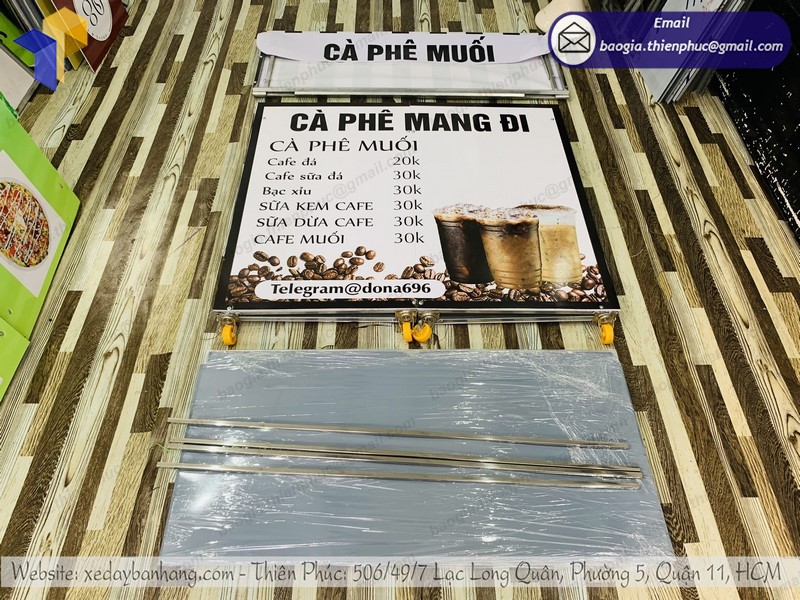 Email
baogia.thienphuc@gmail.com
CÀ PHÊ MUỐI
CÀ PHÊ MANG ĐI
CÀ PHÊ MUỐI
Cafe đá 20k
Cafe sữa đá 30k
Bạc xỉu 30k
SỮA KEM CAFE 30k
SỮA DỪA CAFE 30k
CAFE MUỐI 30k
Telegram@dona696
Website: xedaybanhang.com - Thiên Phúc: 506/49/7 Lạc Long Quân, Phường 5, Quận 11, HCM